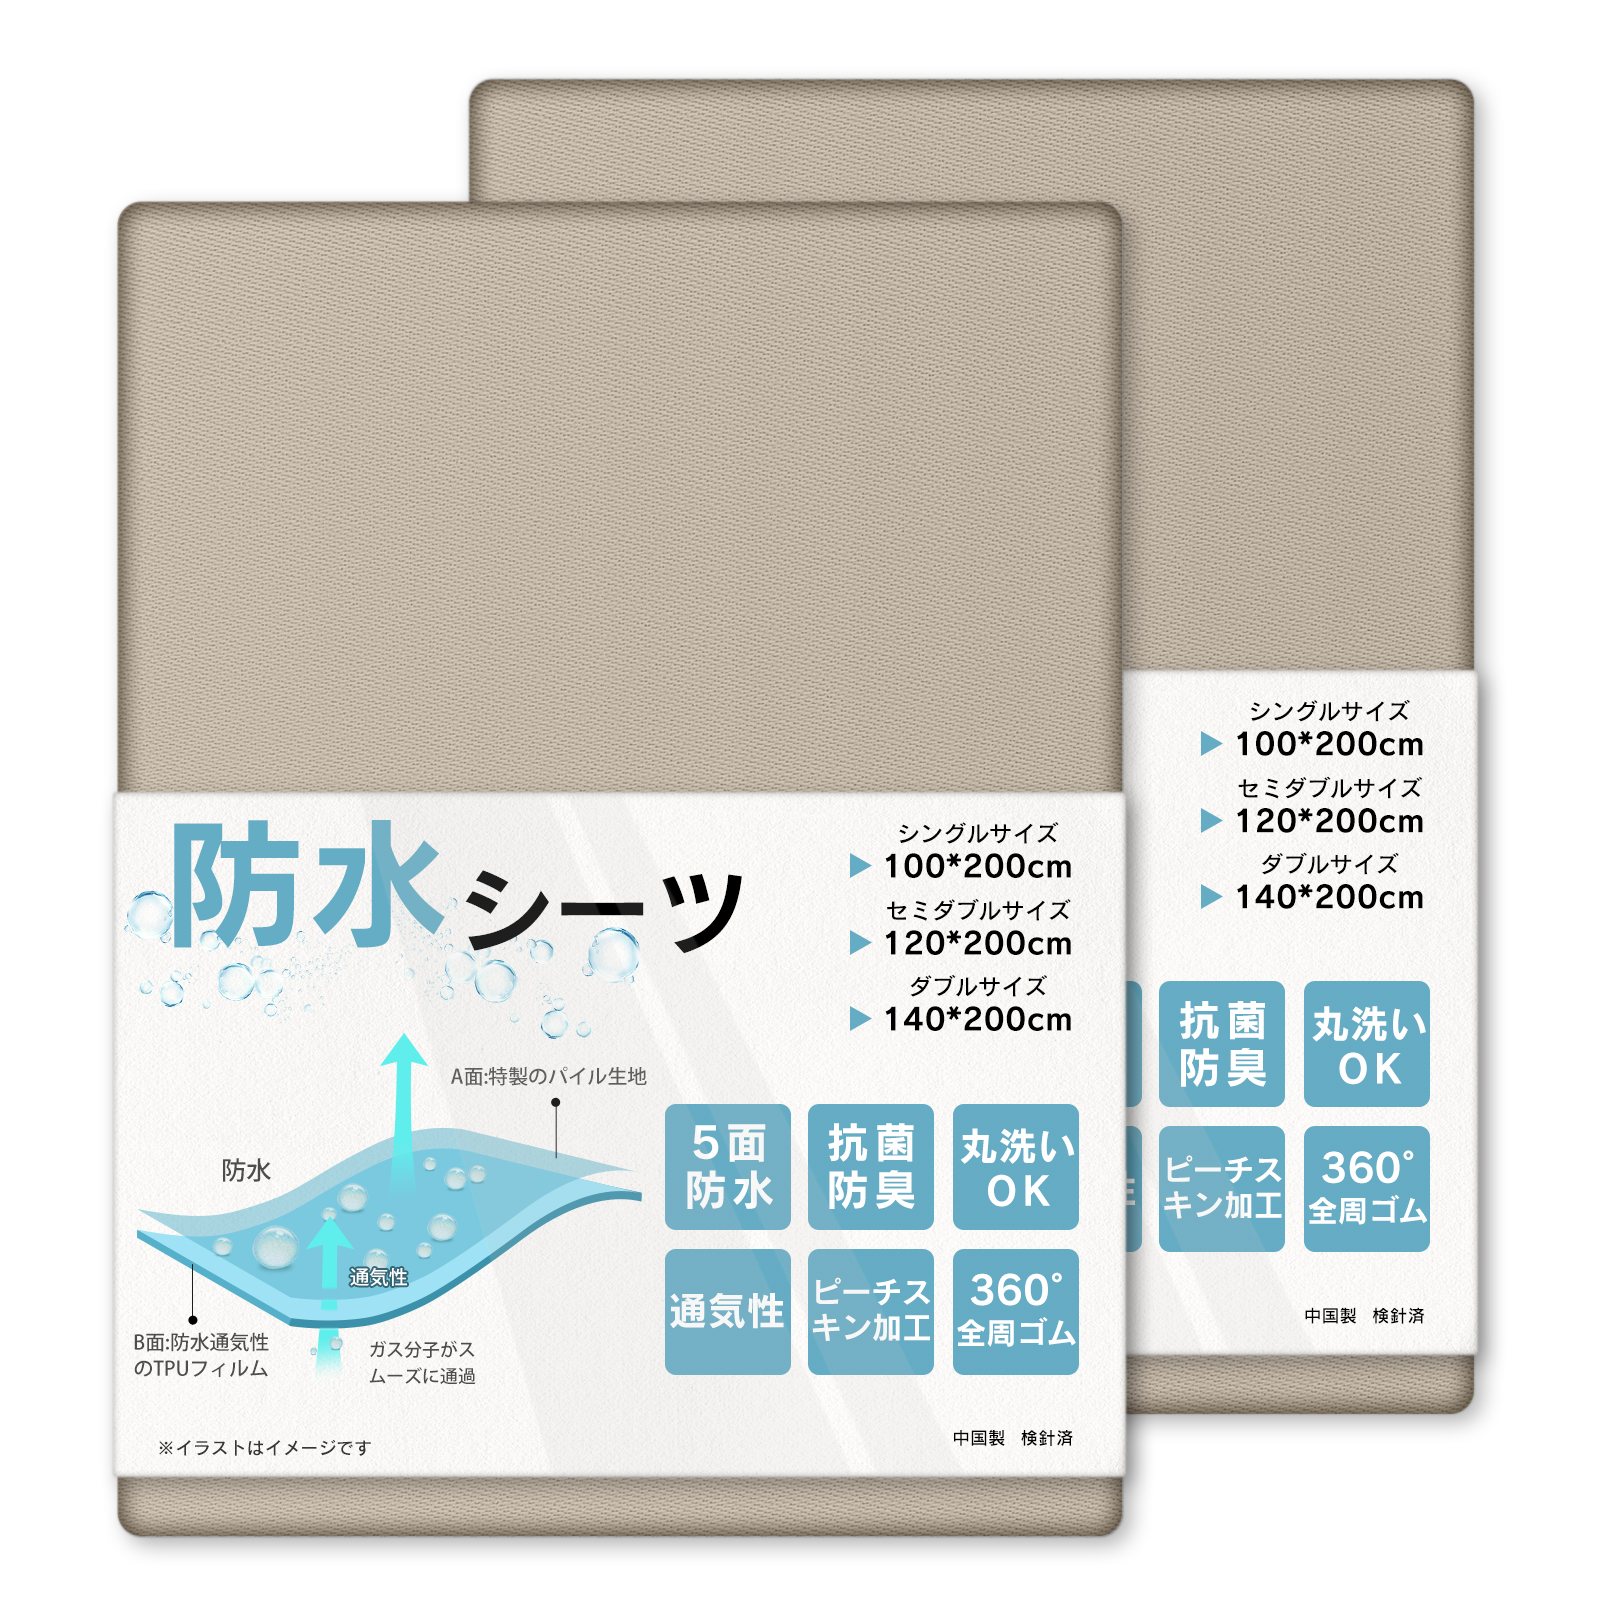 防水シーツ
シングルサイズ
100*200cm
セミダブルサイズ
120*200cm
ダブルサイズ
140*200cm
A面:特製のパイル生地
防水
通気性
B面:防水通気性
のTPUフィルム
ガス分子がス
ムーズに通過
5面
防水
抗菌
防臭
丸洗い
OK
通気性
ピーチス
キン加工
360°
全周ゴム
※イラストはイメージです
中国製 検針済
シングルサイズ
100*200cm
セミダブルサイズ
120*200cm
ダブルサイズ
140*200cm
抗菌
防臭
丸洗い
OK
ピーチス
キン加工
360°
全周ゴム
中国製 検針済